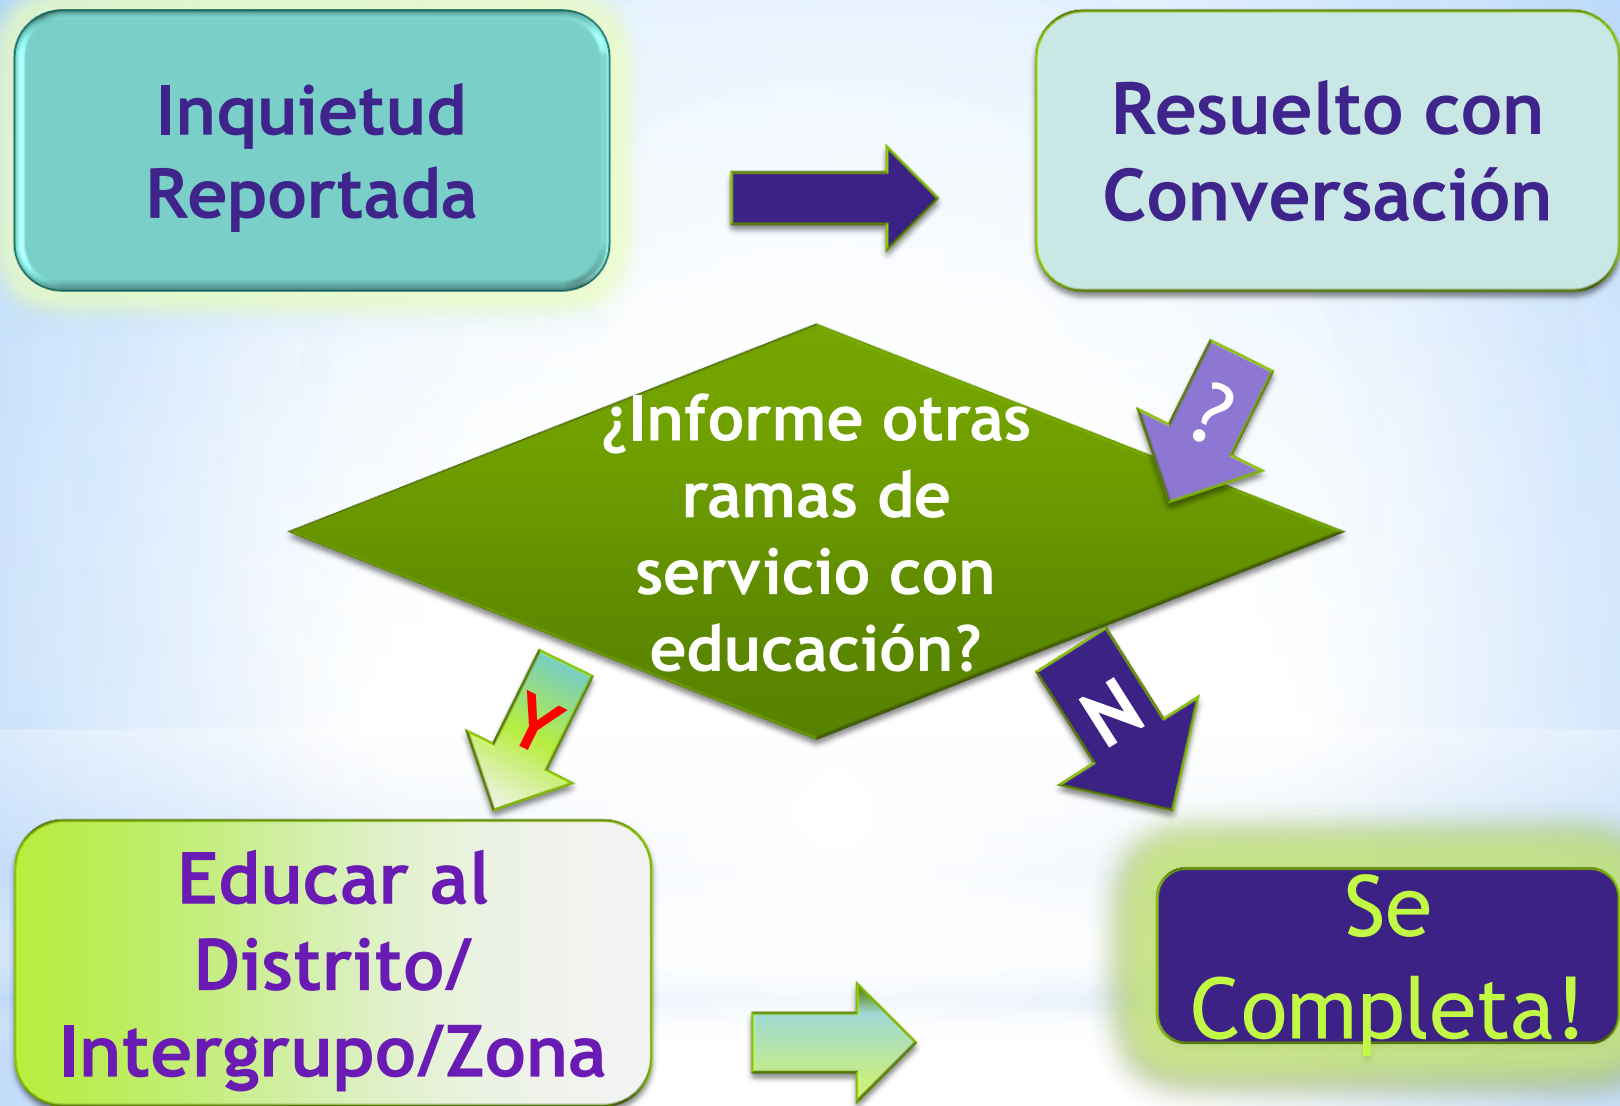 Inquietud
Reportada
Resuelto con
Conversación
?
¿Informe otras
ramas de
servicio con
educación?
Y
N
Educar al
Distrito/
Intergrupo/Zona
Se
Completa!